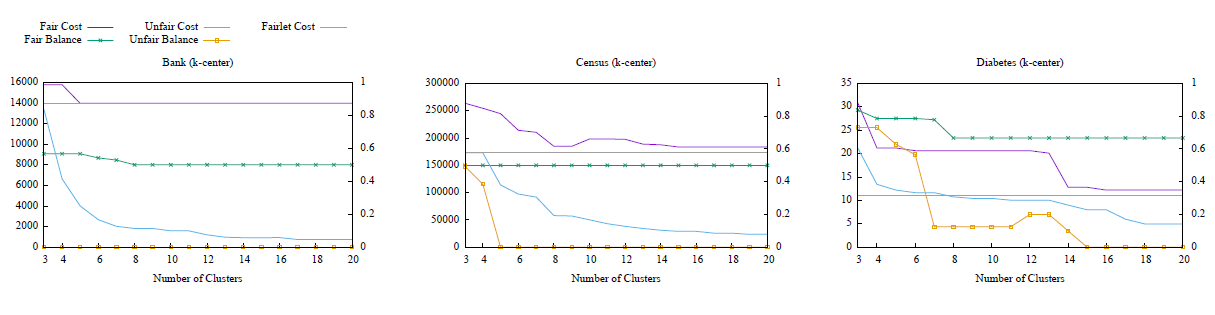 Fair Cost Unfair Cost Fairlet Cost
Fair Balance Unfair Balance
Bank (k-center)
16000 1
14000
12000 0.8
10000 0.6
8000
6000 0.4
4000 0.2
2000
0 0
3 4 6 8 10 12 14 16 18 20
Number of Clusters
Census (k-center)
300000 1
250000 0.8
200000 0.6
150000
100000 0.4
50000 0.2
0 0
3 4 6 8 10 12 14 16 18 20
Number of Clusters
Diabetes (k-center)
35 1
30 0.8
25
20 0.6
15 0.4
10
5 0.2
0 0
3 4 6 8 10 12 14 16 18 20
Number of Clusters